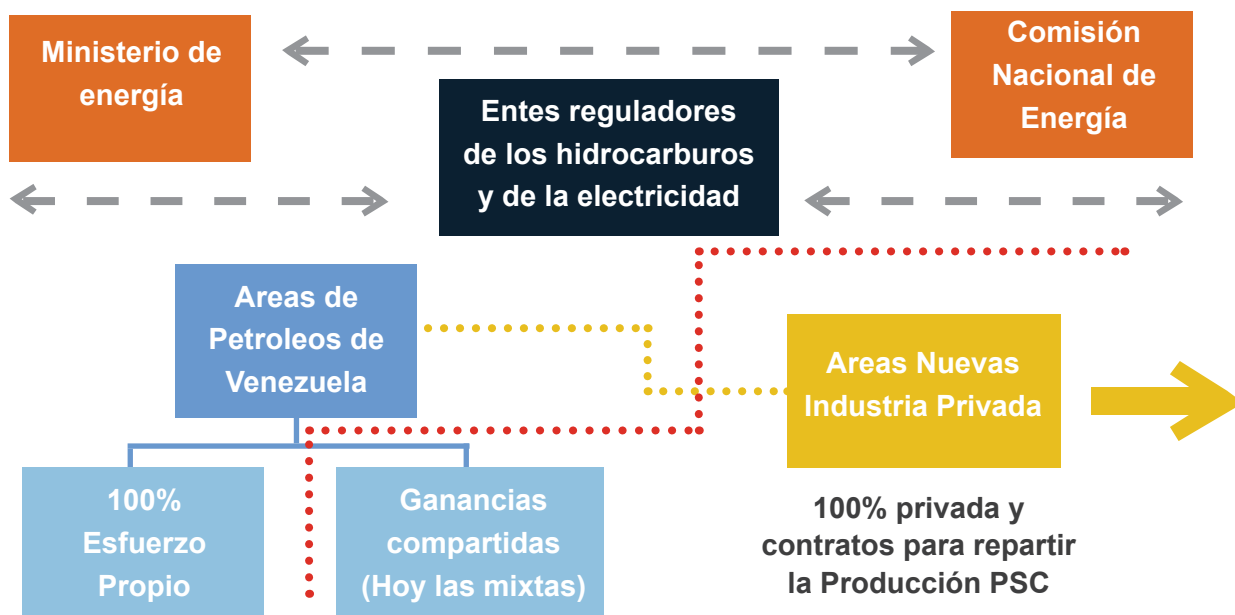 Ministerio de
energía
Comisión
Nacional de
Energía
Entes reguladores
de los hidrocarburos
y de la electricidad
Areas de
Petroleos de
Venezuela
Areas Nuevas
Industria Privada
100%
Esfuerzo
Propio
Ganancias
compartidas
(Hoy las mixtas)
100% privada y
contratos para repartir
la Producción PSC